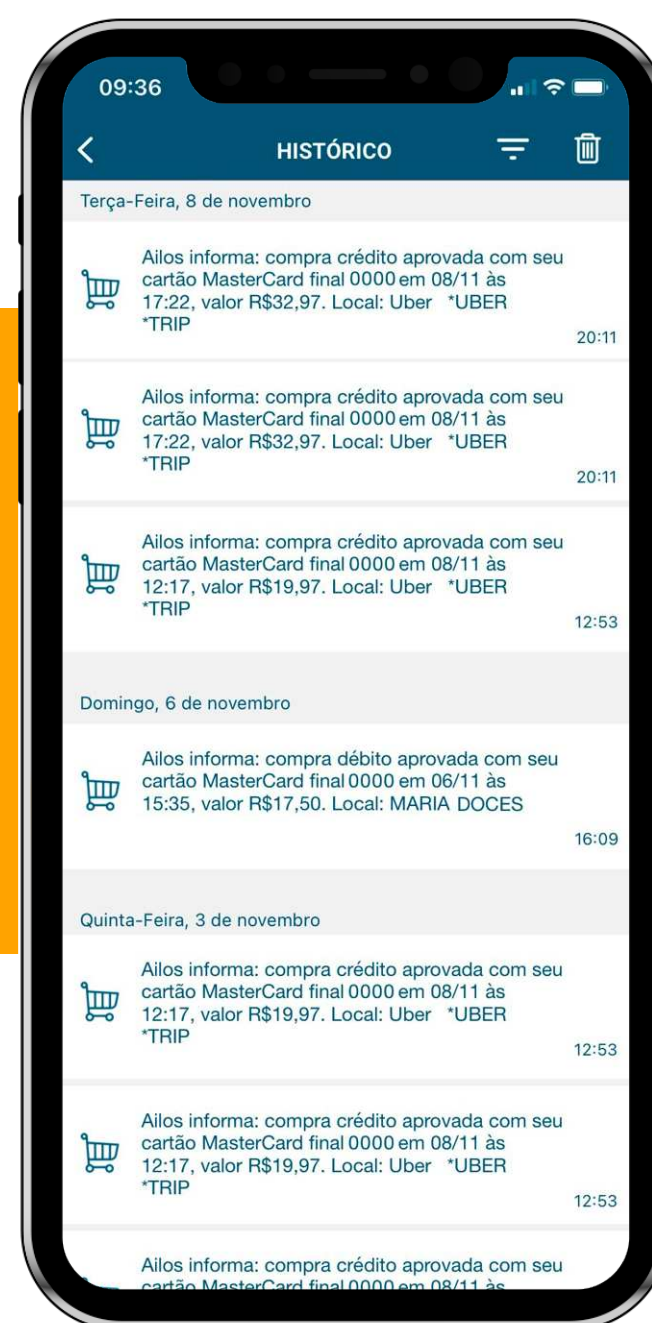 09:36
HISTÓRICO
Terça-Feira, 8 de novembro
Ailos informa: compra crédito aprovada com seu
cartão MasterCard final 0000 em 08/11 às
17:22, valor R$32,97. Local: Uber *UBER
*TRIP
20:11
Ailos informa: compra crédito aprovada com seu
cartão MasterCard final 0000 em 08/11 às
17:22, valor R$32,97. Local: Uber *UBER
*TRIP
20:11
Ailos informa: compra crédito aprovada com seu
cartão MasterCard final 0000 em 08/11 às
12:17, valor R$19,97. Local: Uber *UBER
*TRIP
12:53
Domingo, 6 de novembro
Ailos informa: compra débito aprovada com seu
cartão MasterCard final 0000 em 06/11 às
15:35, valor R$17,50. Local: MARIA DOCES
16:09
Quinta-Feira, 3 de novembro
Ailos informa: compra crédito aprovada com seu
cartão MasterCard final 0000 em 08/11 às
12:17, valor R$19,97. Local: Uber *UBER
*TRIP
12:53
Ailos informa: compra crédito aprovada com seu
cartão MasterCard final 0000 em 08/11 às
12:17, valor R$19,97. Local: Uber *UBER
*TRIP
12:53
Ailos informa: compra crédito aprovada com seu
cartão MasterCard final 0000 em 08/11 às